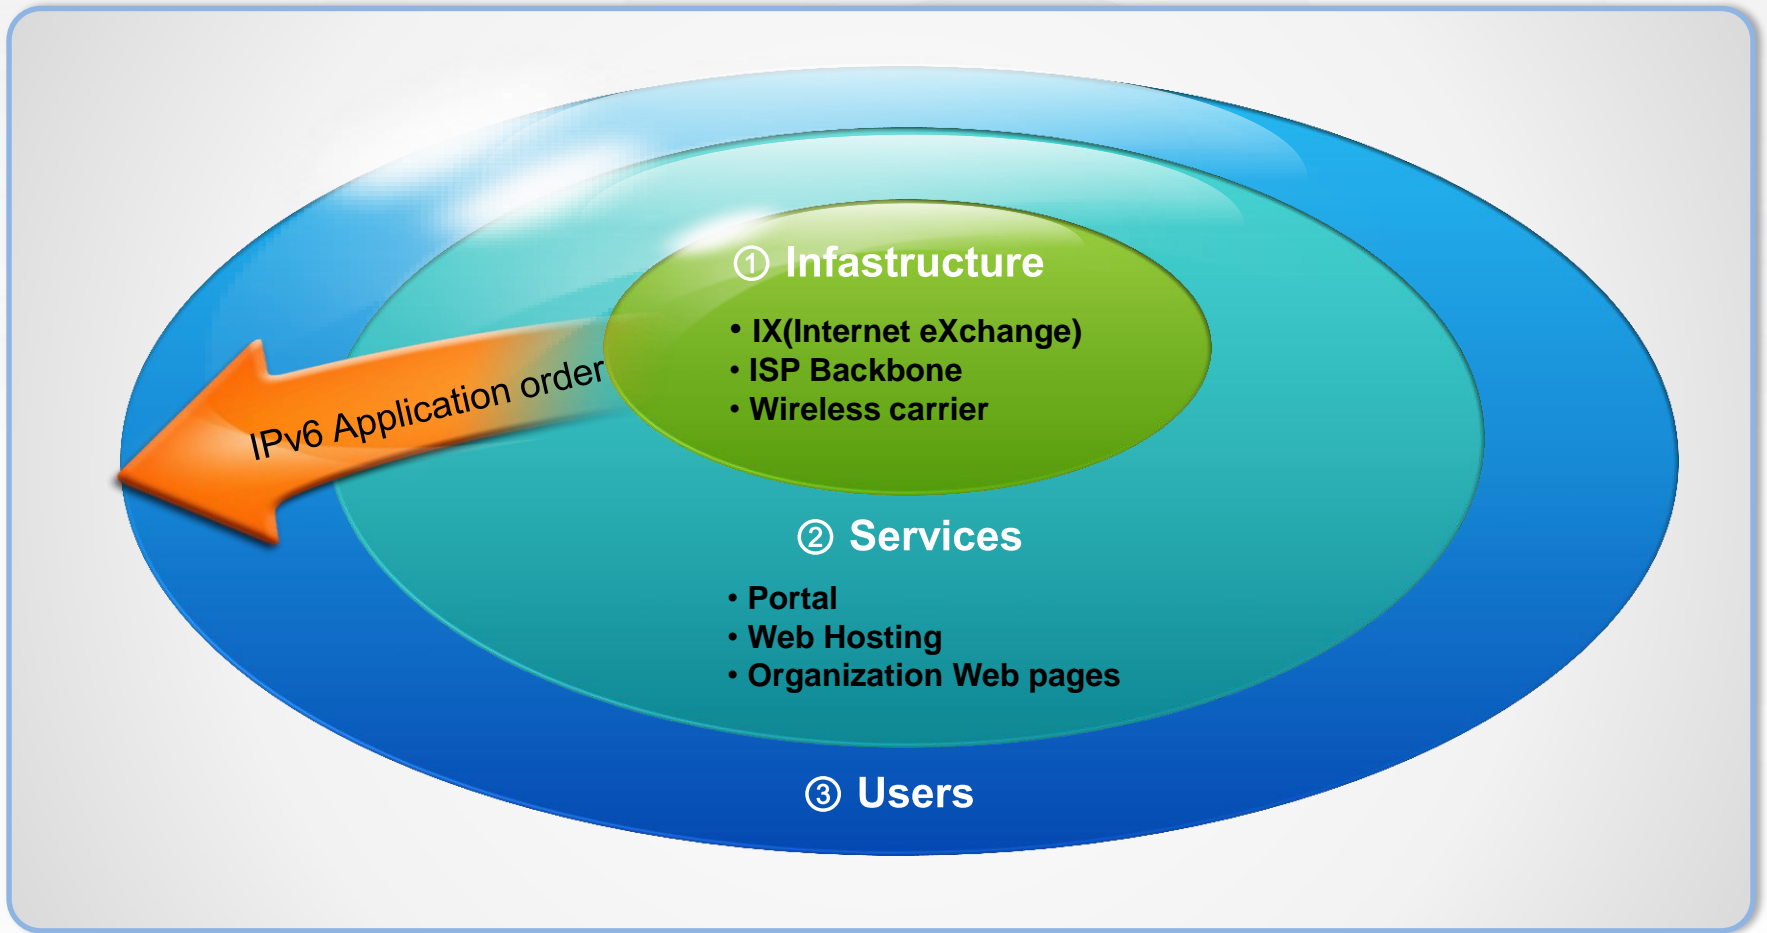 ① Infastructure
• IX(Internet eXchange)
• ISP Backbone
• Wireless carrier
IPv6 Application order
② Services
• Portal
• Web Hosting
• Organization Web pages
③ Users